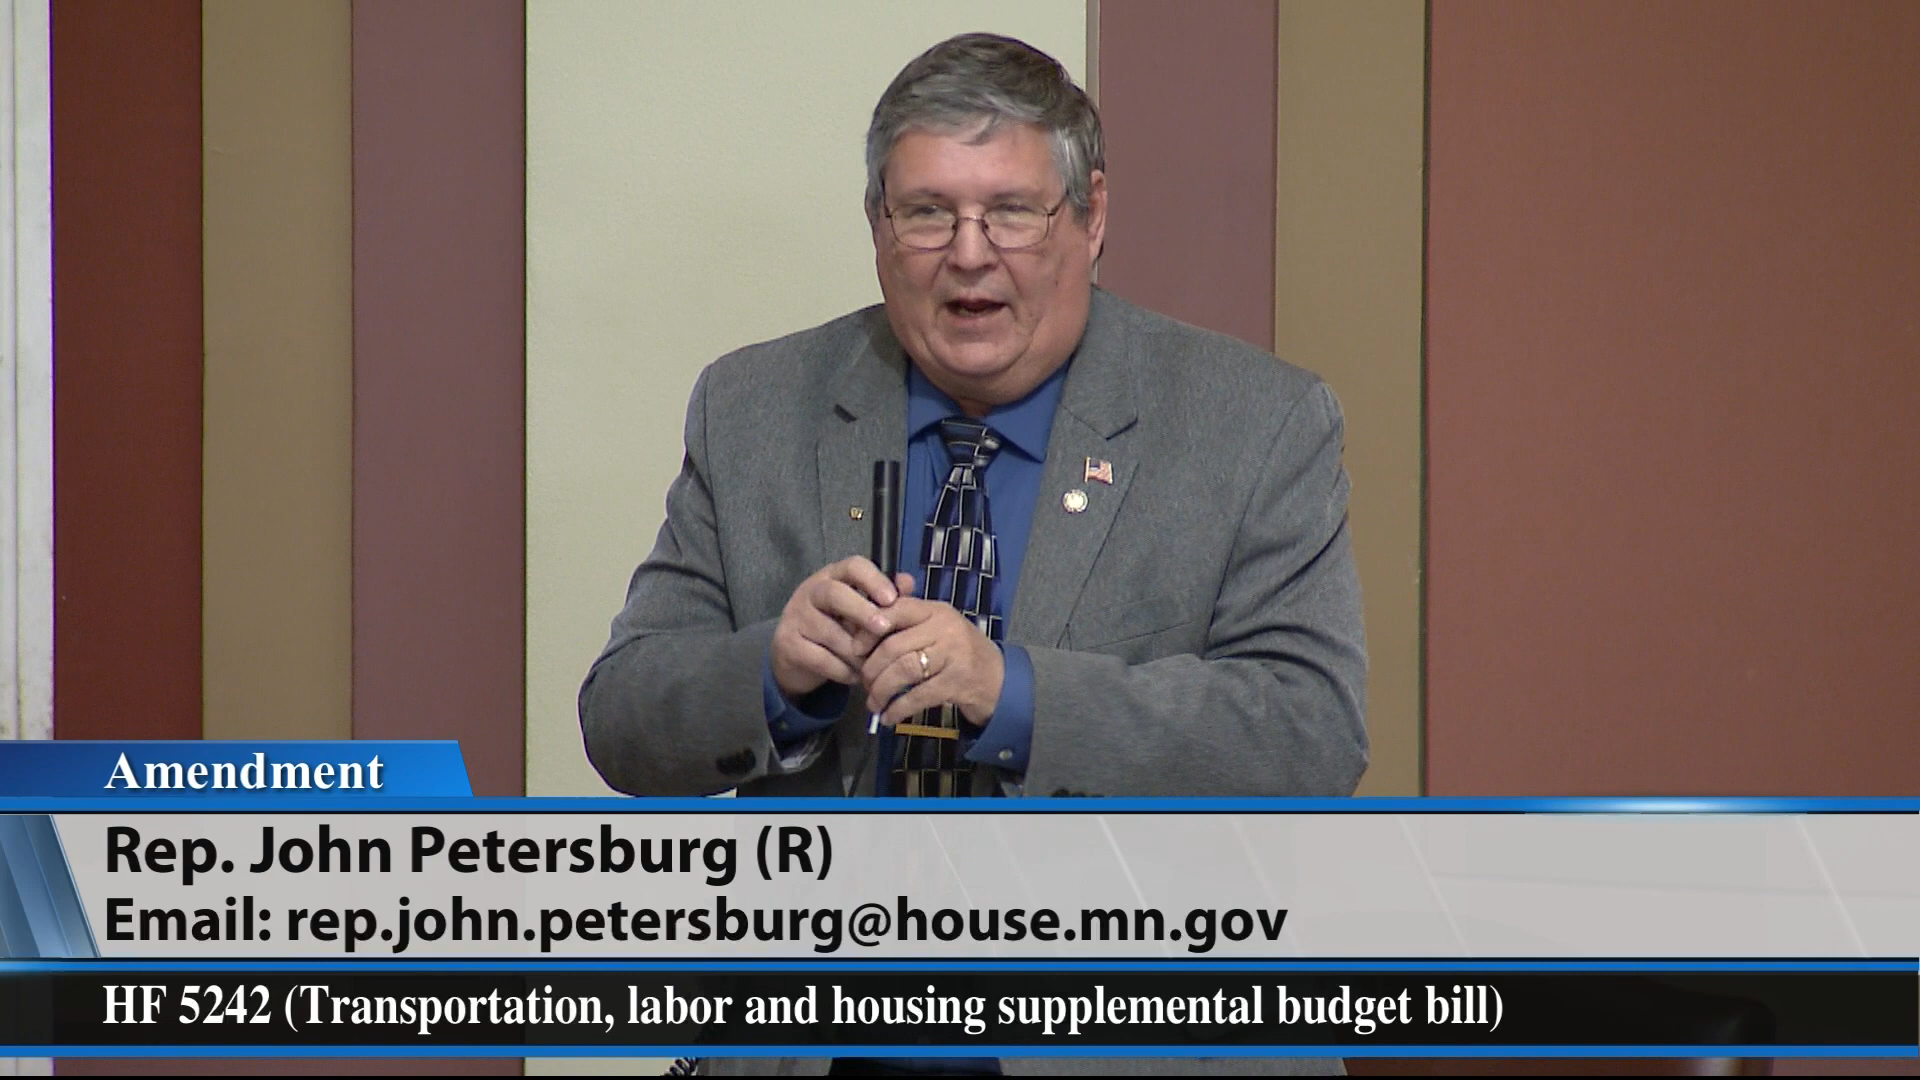 Amendment
Rep. John Petersburg (R)
Email: rep.john.petersburg@house.mn.gov
HF 5242 (Transportation, labor and housing supplemental budget bill)